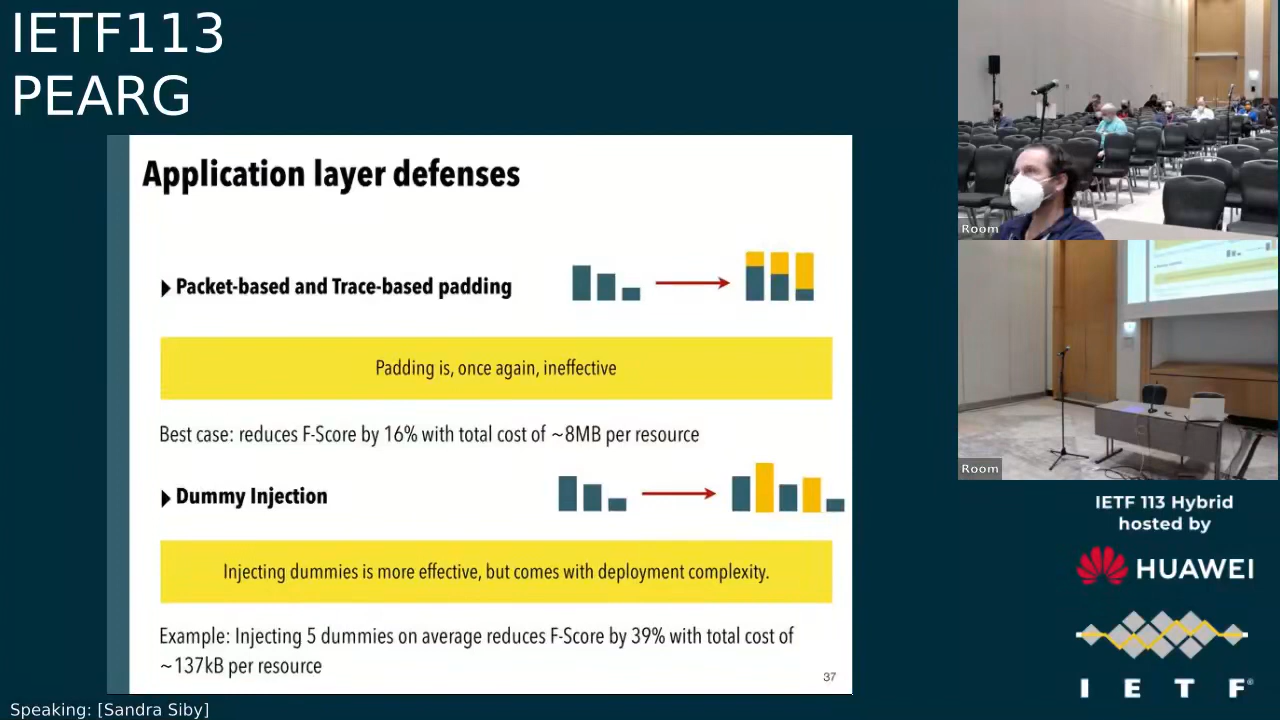 IETF113
PEARG
Application layer defenses
Packet-based and Trace-based padding
Padding is, once again, ineffective
Best case: reduces F-Score by 16% with total cost of ~8MB per resource
Dummy Injection
Injecting dummies is more effective, but comes with deployment complexity.
Example: Injecting 5 dummies on average reduces F-Score by 39% with total cost of
~137kB per resource
37
Room
Room
IETF 113 Hybrid
hosted by
HUAWEI
I E T F®
Speaking: [Sandra Siby]